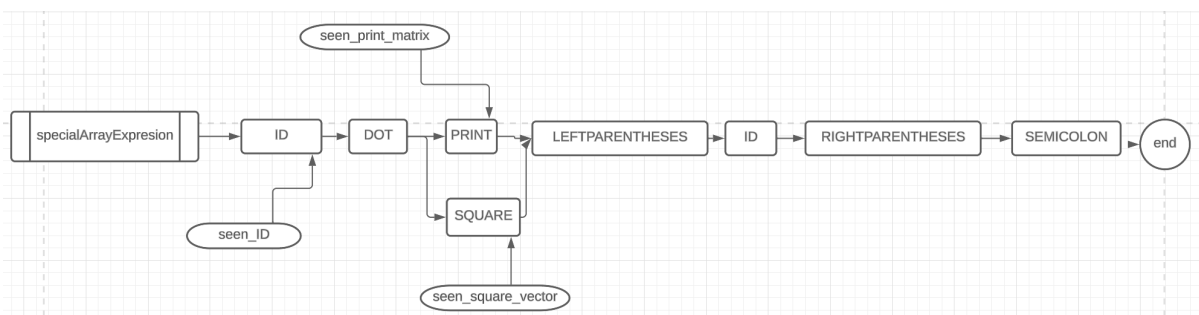 seen_print_matrix
specialArrayExpresion
ID
DOT
PRINT
LEFTPARENTHESES
ID
RIGHTPARENTHESES
SEMICOLON
end
SQUARE
seen_ID
seen_square_vector